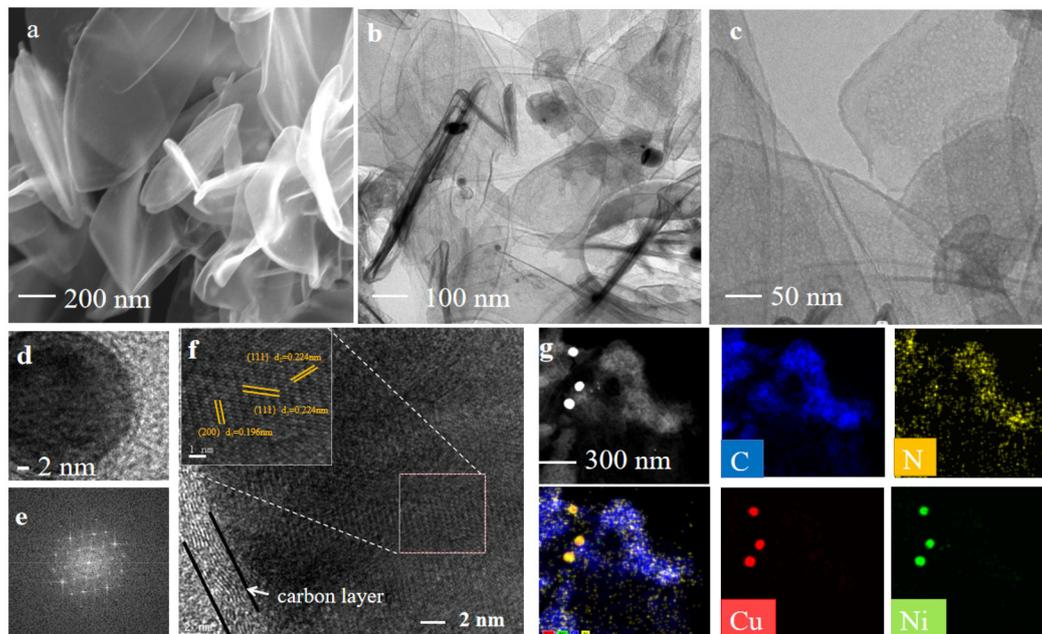 a
200 nm
b
100 nm
c
50 nm
d
2 nm
e
f
(111) d₂=0.224nm
(111) d₃=0.224nm
(200) d₁=0.196nm
1 nm
carbon layer
2 nm
g
300 nm
C
N
Cu
Ni